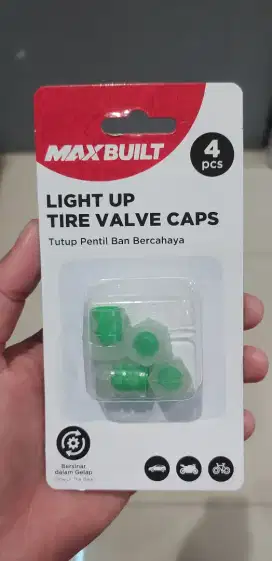 MAXBUILT
4
pcs
LIGHT UP
TIRE VALVE CAPS
Tutup Pentil Ban Bercahaya
Bersinar
dalam Gelap